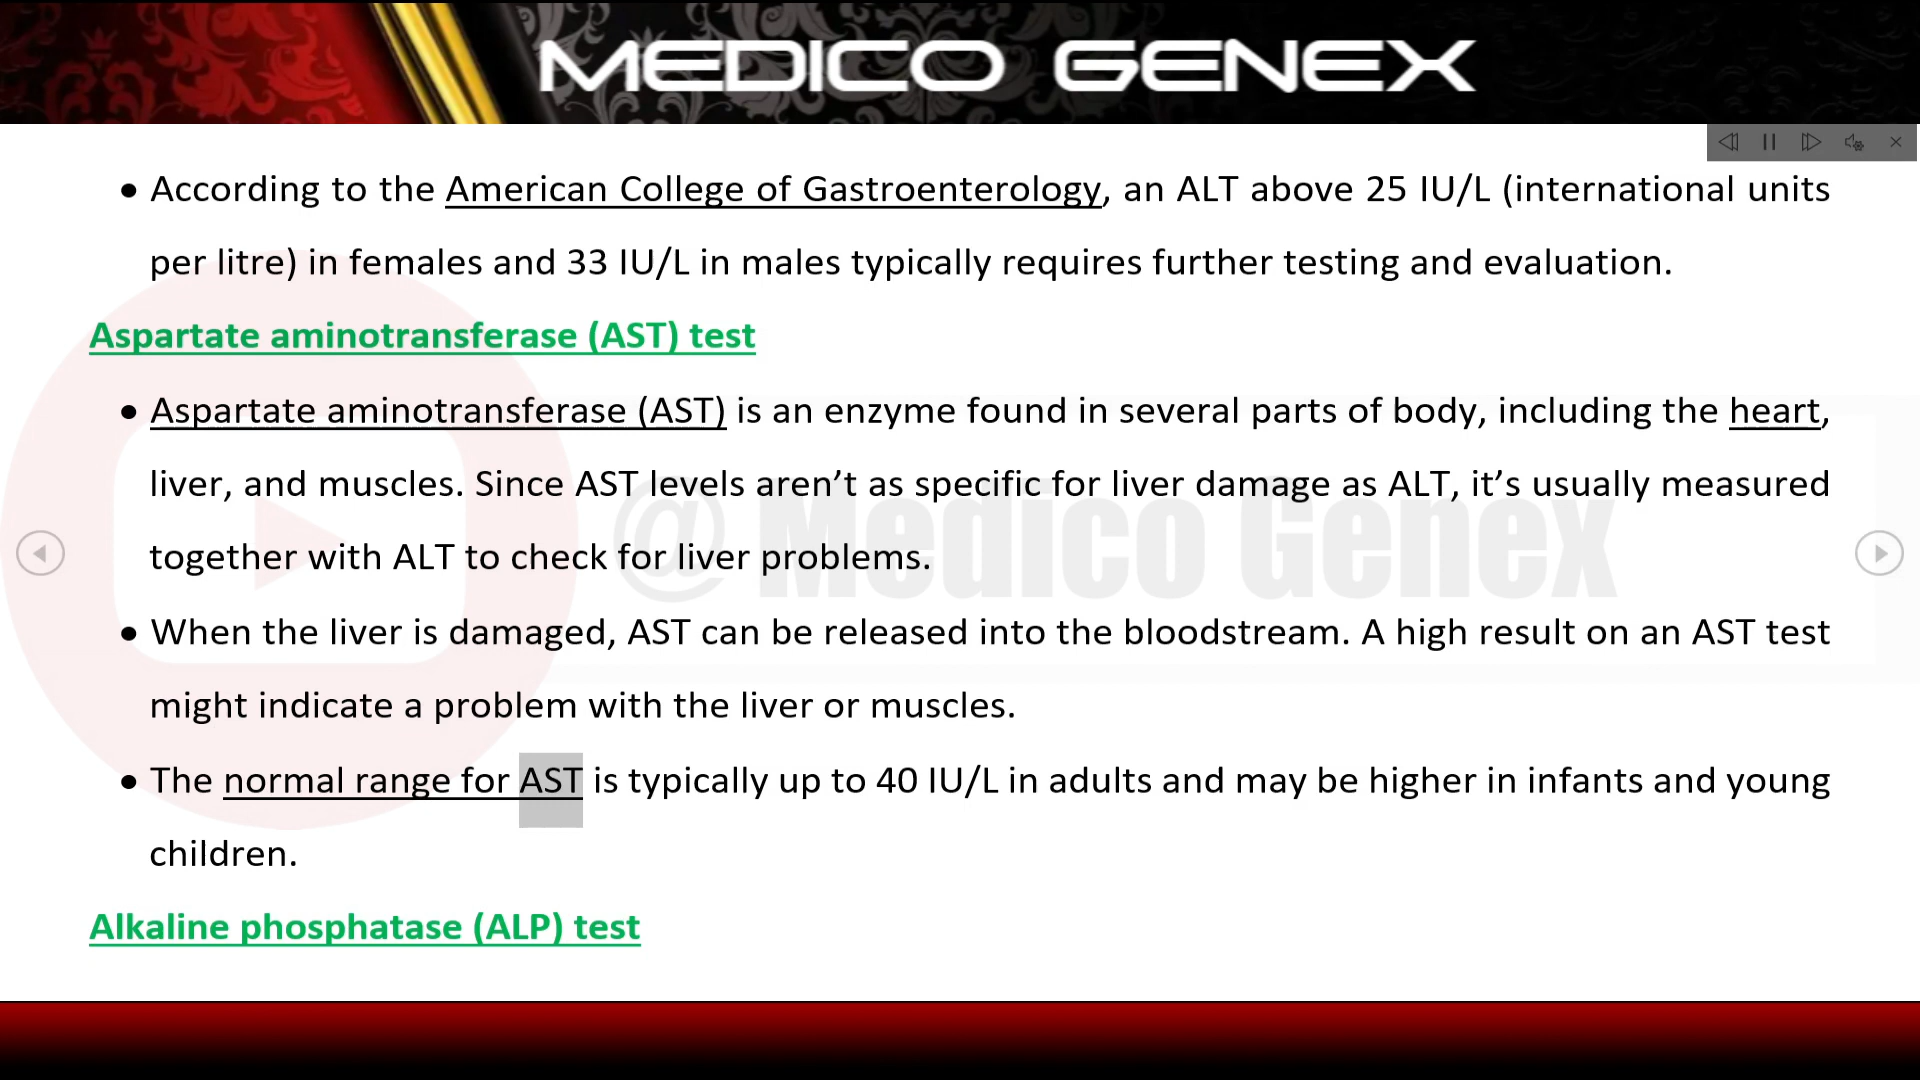 MEDICO GENEX
• According to the American College of Gastroenterology, an ALT above 25 IU/L (international units
per litre) in females and 33 IU/L in males typically requires further testing and evaluation.
Aspartate aminotransferase (AST) test
• Aspartate aminotransferase (AST) is an enzyme found in several parts of body, including the heart,
liver, and muscles. Since AST levels aren’t as specific for liver damage as ALT, it’s usually measured
together with ALT to check for liver problems.
@Medico Genex
• When the liver is damaged, AST can be released into the bloodstream. A high result on an AST test
might indicate a problem with the liver or muscles.
• The normal range for AST is typically up to 40 IU/L in adults and may be higher in infants and young
children.
Alkaline phosphatase (ALP) test